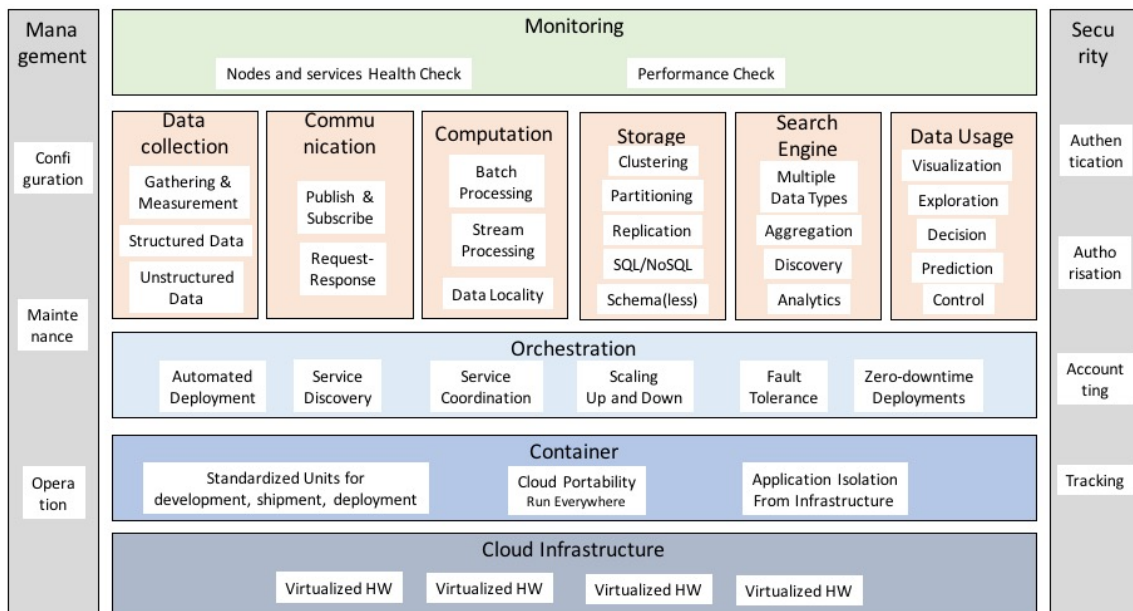 Mana
gement
Confi
guration
Mainte
nance
Opera
tion
Monitoring
Nodes and services Health Check
Performance Check
Data
collection
Gathering &
Measurement
Structured Data
Unstructured
Data
Commu
nication
Publish &
Subscribe
Request-
Response
Computation
Batch
Processing
Stream
Processing
Data Locality
Storage
Clustering
Partitioning
Replication
SQL/NoSQL
Schema(less)
Search
Engine
Multiple
Data Types
Aggregation
Discovery
Analytics
Data Usage
Visualization
Exploration
Decision
Prediction
Control
Orchestration
Automated
Deployment
Service
Discovery
Service
Coordination
Scaling
Up and Down
Fault
Tolerance
Zero-downtime
Deployments
Container
Standardized Units for
development, shipment, deployment
Cloud Portability
Run Everywhere
Application Isolation
From Infrastructure
Cloud Infrastructure
Virtualized HW
Virtualized HW
Virtualized HW
Virtualized HW
Secu
rity
Authen
tication
Autho
risation
Account
ting
Tracking